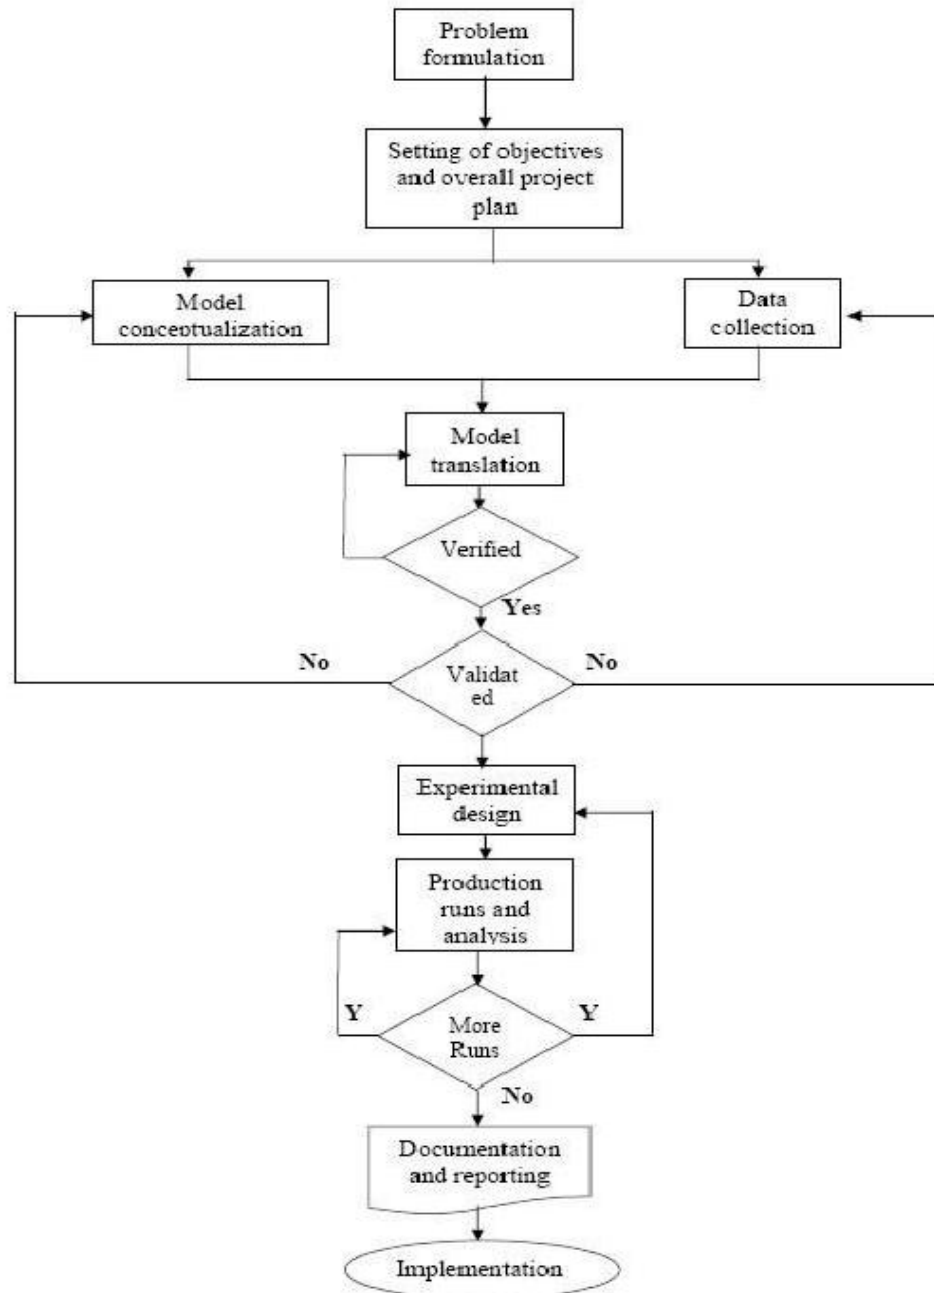 Problem
formulation
Setting of objectives
and overall project
plan
Model
conceptualization
Data
collection
Model
translation
Verified
Yes
No
No
Validat
ed
Experimental
design
Production
runs and
analysis
Y
Y
More
Runs
No
Documentation
and reporting
Implementation